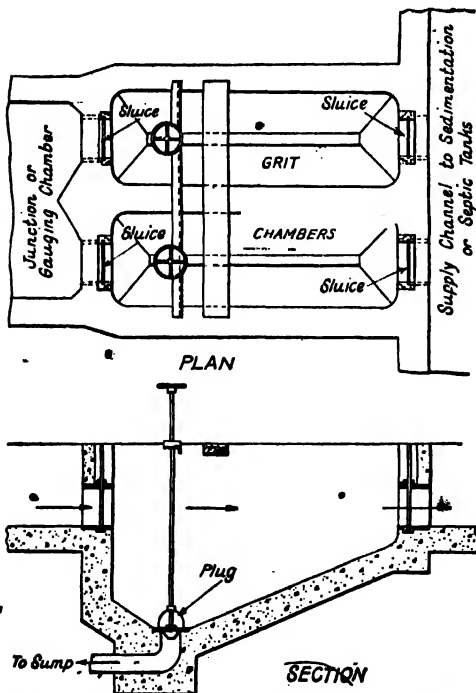 Junction or
Gauging Chamber
Sluice
Sluice
GRIT
Sluice
CHAMBERS
Sluice
Supply Channel to Sedimentation
or Septic Tanks
PLAN
Plug
To Sump
SECTION